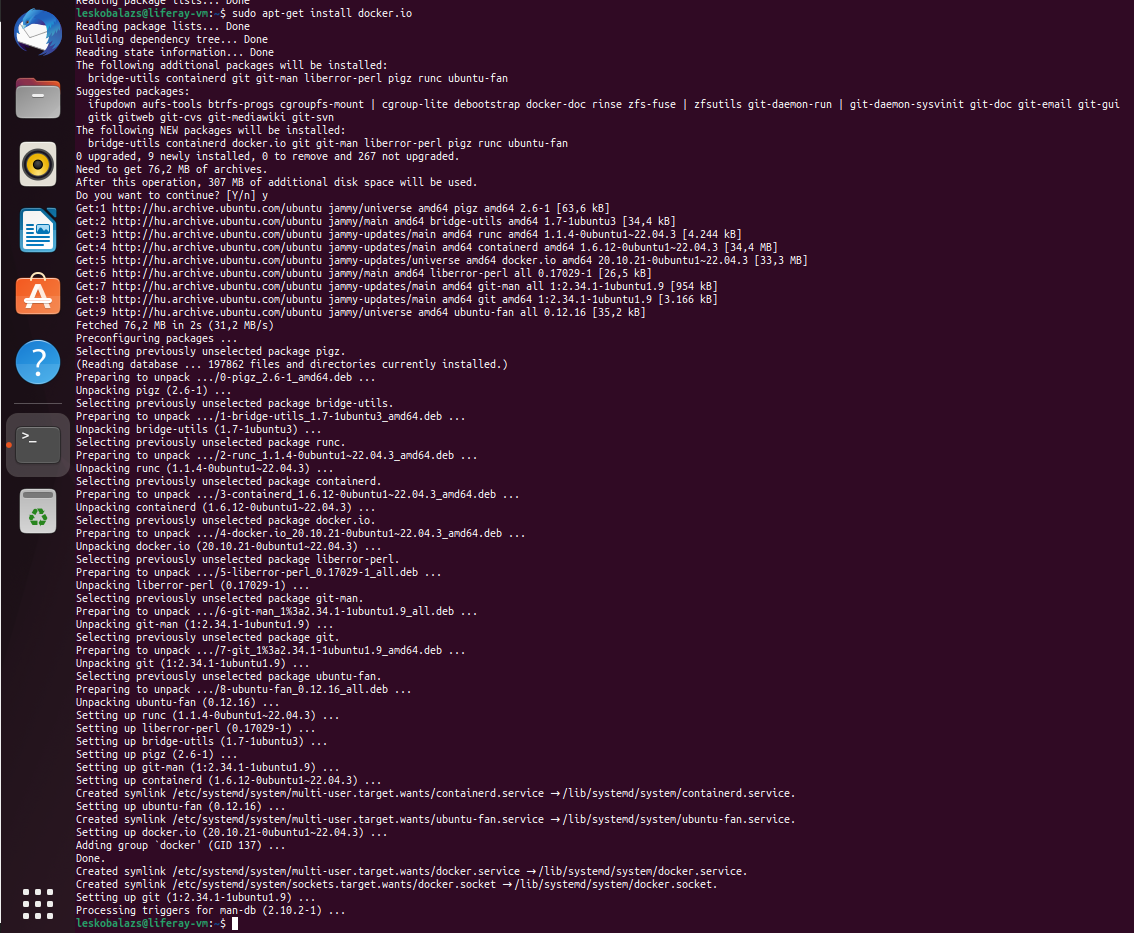 Reading package lists... Done
leskobalazs@liferay-vm:~$ sudo apt-get install docker.io
Reading package lists... Done
Building dependency tree... Done
Reading state information... Done
The following additional packages will be installed:
  bridge-utils containerd git git-man liberror-perl pigz runc ubuntu-fan
Suggested packages:
  ifupdown aufs-tools btrfs-progs cgroupfs-mount | cgroup-lite debootstrap docker-doc rinse zfs-fuse | zfsutils git-daemon-run | git-daemon-sysvinit git-doc git-email git-gui
  gitk gitweb git-cvs git-mediawiki git-svn
The following NEW packages will be installed:
  bridge-utils containerd docker.io git git-man liberror-perl pigz runc ubuntu-fan
0 upgraded, 9 newly installed, 0 to remove and 267 not upgraded.
Need to get 76,2 MB of archives.
After this operation, 307 MB of additional disk space will be used.
Do you want to continue? [Y/n] y
Get:1 http://hu.archive.ubuntu.com/ubuntu jammy/universe amd64 pigz amd64 2.6-1 [63,6 kB]
Get:2 http://hu.archive.ubuntu.com/ubuntu jammy/main amd64 bridge-utils amd64 1.7-1ubuntu3 [34,4 kB]
Get:3 http://hu.archive.ubuntu.com/ubuntu jammy-updates/main amd64 runc amd64 1.1.4-0ubuntu1~22.04.3 [4.244 kB]
Get:4 http://hu.archive.ubuntu.com/ubuntu jammy-updates/main amd64 containerd amd64 1.6.12-0ubuntu1~22.04.3 [34,4 MB]
Get:5 http://hu.archive.ubuntu.com/ubuntu jammy-updates/universe amd64 docker.io amd64 20.10.21-0ubuntu1~22.04.3 [33,3 MB]
Get:6 http://hu.archive.ubuntu.com/ubuntu jammy/main amd64 liberror-perl all 0.17029-1 [26,5 kB]
Get:7 http://hu.archive.ubuntu.com/ubuntu jammy-updates/main amd64 git-man all 1:2.34.1-1ubuntu1.9 [954 kB]
Get:8 http://hu.archive.ubuntu.com/ubuntu jammy-updates/main amd64 git amd64 1:2.34.1-1ubuntu1.9 [3.166 kB]
Get:9 http://hu.archive.ubuntu.com/ubuntu jammy/universe amd64 ubuntu-fan all 0.12.16 [35,2 kB]
Fetched 76,2 MB in 2s (31,2 MB/s)
Preconfiguring packages ...
Selecting previously unselected package pigz.
(Reading database ... 197862 files and directories currently installed.)
Preparing to unpack .../0-pigz_2.6-1_amd64.deb ...
Unpacking pigz (2.6-1) ...
Selecting previously unselected package bridge-utils.
Preparing to unpack .../1-bridge-utils_1.7-1ubuntu3_amd64.deb ...
Unpacking bridge-utils (1.7-1ubuntu3) ...
Selecting previously unselected package runc.
Preparing to unpack .../2-runc_1.1.4-0ubuntu1~22.04.3_amd64.deb ...
Unpacking runc (1.1.4-0ubuntu1~22.04.3) ...
Selecting previously unselected package containerd.
Preparing to unpack .../3-containerd_1.6.12-0ubuntu1~22.04.3_amd64.deb ...
Unpacking containerd (1.6.12-0ubuntu1~22.04.3) ...
Selecting previously unselected package docker.io.
Preparing to unpack .../4-docker.io_20.10.21-0ubuntu1~22.04.3_amd64.deb ...
Unpacking docker.io (20.10.21-0ubuntu1~22.04.3) ...
Selecting previously unselected package liberror-perl.
Preparing to unpack .../5-liberror-perl_0.17029-1_all.deb ...
Unpacking liberror-perl (0.17029-1) ...
Selecting previously unselected package git-man.
Preparing to unpack .../6-git-man_1%3a2.34.1-1ubuntu1.9_all.deb ...
Unpacking git-man (1:2.34.1-1ubuntu1.9) ...
Selecting previously unselected package git.
Preparing to unpack .../7-git_1%3a2.34.1-1ubuntu1.9_amd64.deb ...
Unpacking git (1:2.34.1-1ubuntu1.9) ...
Selecting previously unselected package ubuntu-fan.
Preparing to unpack .../8-ubuntu-fan_0.12.16_all.deb ...
Unpacking ubuntu-fan (0.12.16) ...
Setting up runc (1.1.4-0ubuntu1~22.04.3) ...
Setting up liberror-perl (0.17029-1) ...
Setting up bridge-utils (1.7-1ubuntu3) ...
Setting up pigz (2.6-1) ...
Setting up git-man (1:2.34.1-1ubuntu1.9) ...
Setting up containerd (1.6.12-0ubuntu1~22.04.3) ...
Created symlink /etc/systemd/system/multi-user.target.wants/containerd.service → /lib/systemd/system/containerd.service.
Setting up ubuntu-fan (0.12.16) ...
Created symlink /etc/systemd/system/multi-user.target.wants/ubuntu-fan.service → /lib/systemd/system/ubuntu-fan.service.
Setting up docker.io (20.10.21-0ubuntu1~22.04.3) ...
Adding group `docker' (GID 137) ...
Done.
Created symlink /etc/systemd/system/multi-user.target.wants/docker.service → /lib/systemd/system/docker.service.
Created symlink /etc/systemd/system/sockets.target.wants/docker.socket → /lib/systemd/system/docker.socket.
Setting up git (1:2.34.1-1ubuntu1.9) ...
Processing triggers for man-db (2.10.2-1) ...
leskobalazs@liferay-vm:~$